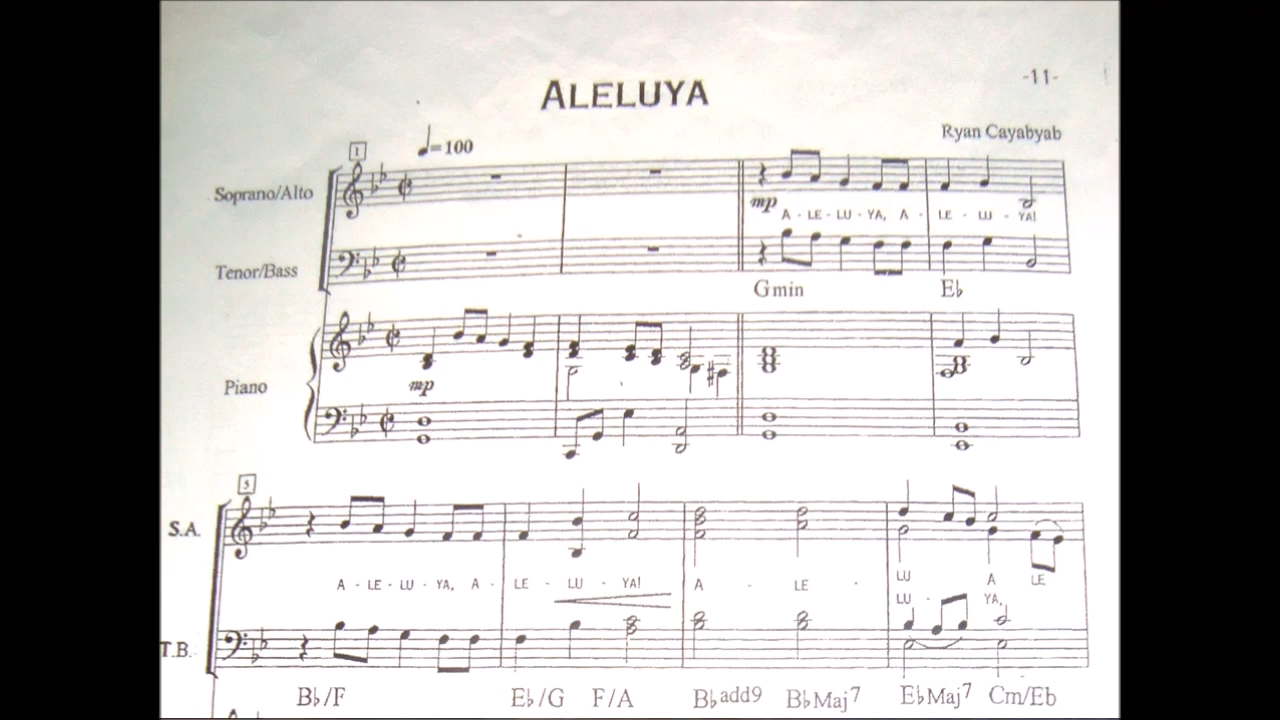 -11-
ALELUYA
Ryan Cayabyab
1
♩=100
Soprano/Alto
mp
A - LE - LU - YA, A - LE - LU - YA!
Tenor/Bass
Gmin E♭
Piano
mp
5
S.A.
A - LE - LU - YA, A - LE - LU - YA! A - LE - LU A LE
LU - YA,
T.B.
B♭/F E♭/G F/A B♭add9 B♭Maj7 E♭Maj7 Cm/Eb